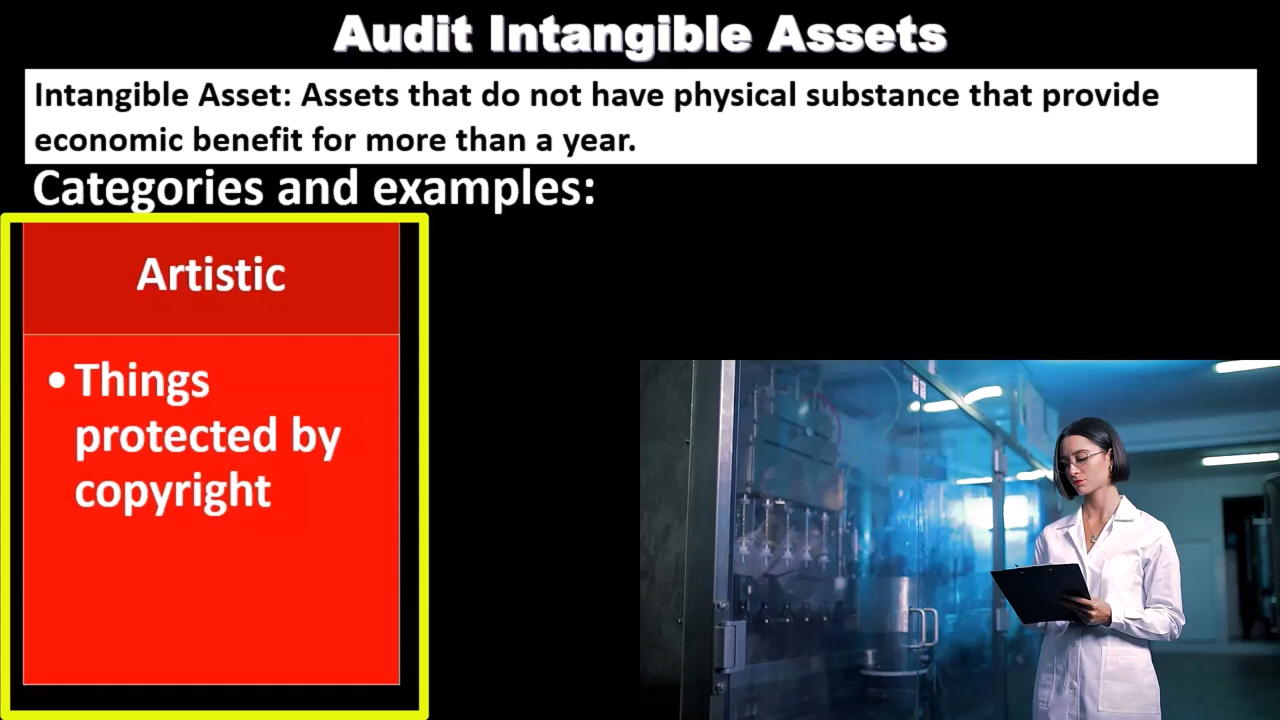 Audit Intangible Assets
Intangible Asset: Assets that do not have physical substance that provide
economic benefit for more than a year.
Categories and examples:
Artistic
• Things
protected by
copyright